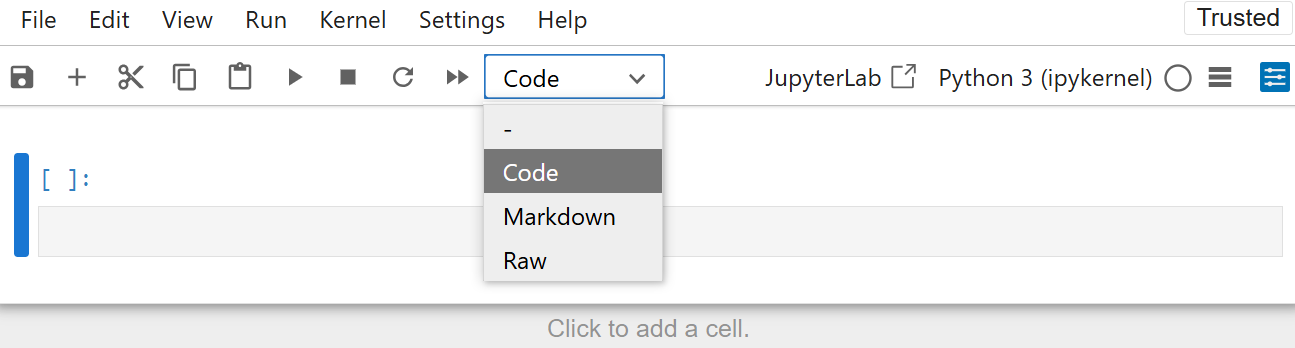 File Edit View Run Kernel Settings Help Trusted
Code JupyterLab Python 3 (ipykernel)
-
Code
[ ]:
Markdown
Raw
Click to add a cell.